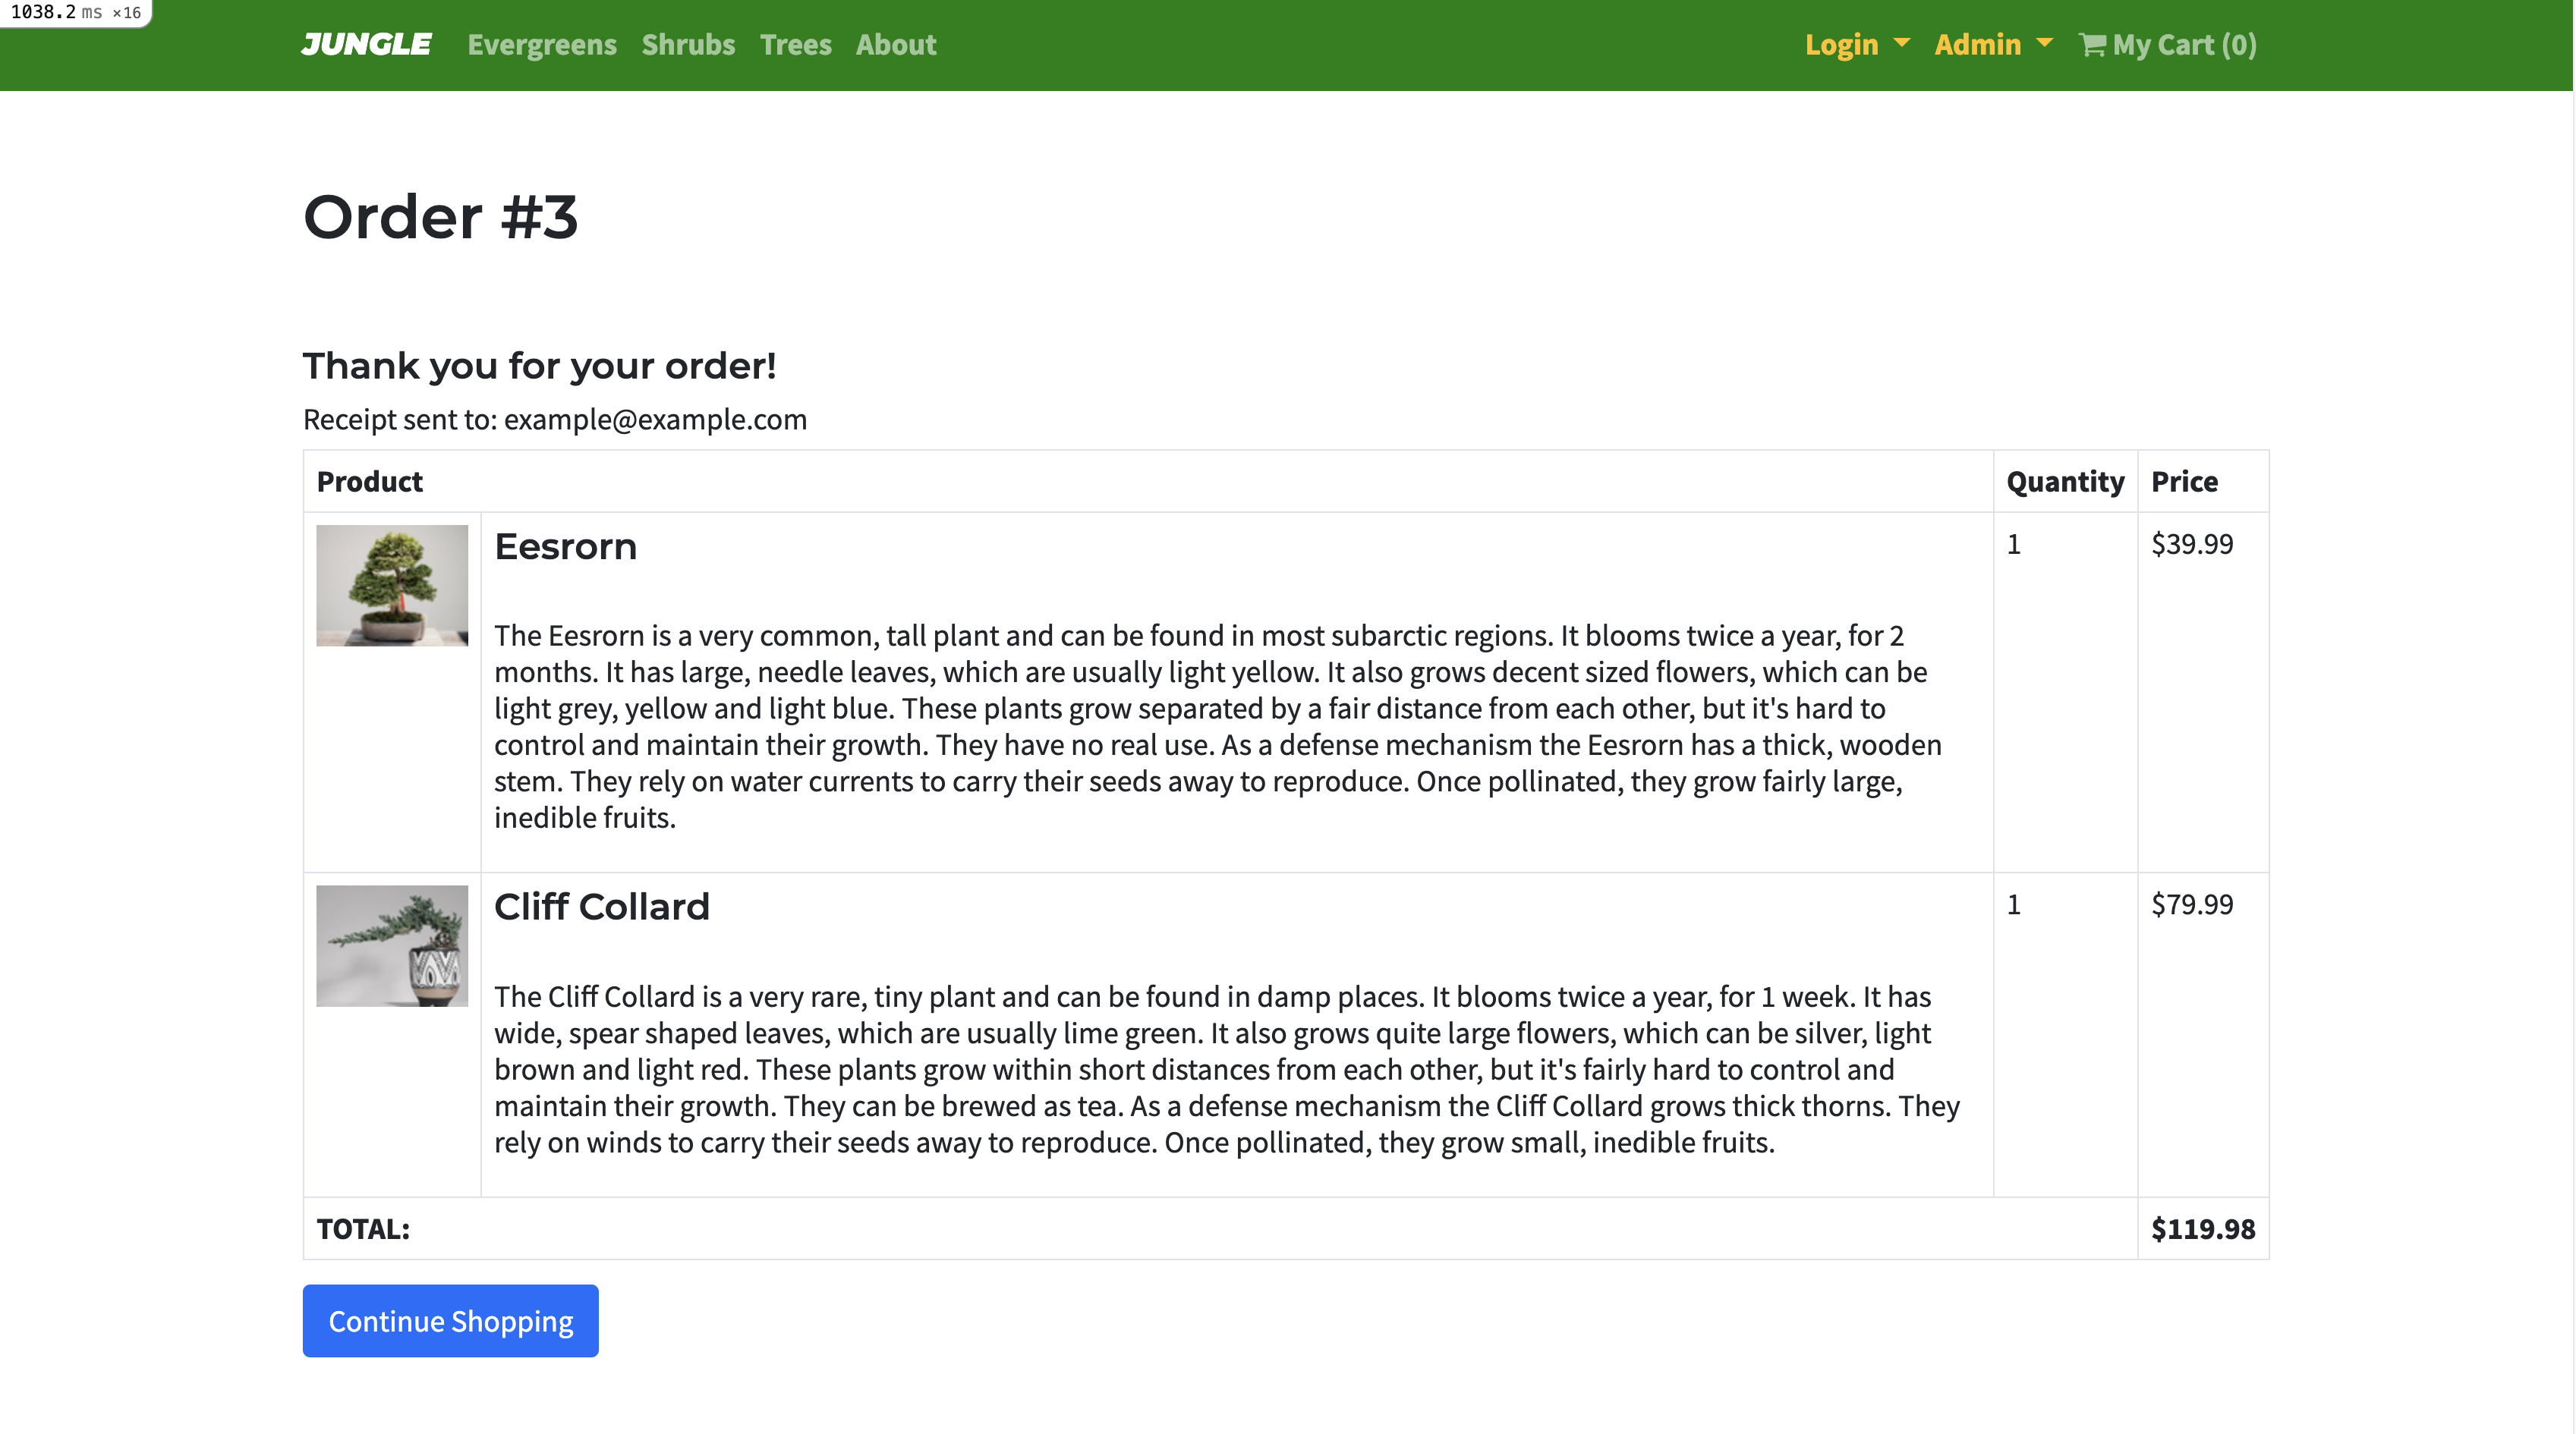 1038.2 ms ×16
JUNGLE Evergreens Shrubs Trees About Login Admin My Cart (0)
Order #3
Thank you for your order!
Receipt sent to: example@example.com
Product Quantity Price
Eesrorn 1 $39.99
The Eesrorn is a very common, tall plant and can be found in most subarctic regions. It blooms twice a year, for 2
months. It has large, needle leaves, which are usually light yellow. It also grows decent sized flowers, which can be
light grey, yellow and light blue. These plants grow separated by a fair distance from each other, but it's hard to
control and maintain their growth. They have no real use. As a defense mechanism the Eesrorn has a thick, wooden
stem. They rely on water currents to carry their seeds away to reproduce. Once pollinated, they grow fairly large,
inedible fruits.
Cliff Collard 1 $79.99
The Cliff Collard is a very rare, tiny plant and can be found in damp places. It blooms twice a year, for 1 week. It has
wide, spear shaped leaves, which are usually lime green. It also grows quite large flowers, which can be silver, light
brown and light red. These plants grow within short distances from each other, but it's fairly hard to control and
maintain their growth. They can be brewed as tea. As a defense mechanism the Cliff Collard grows thick thorns. They
rely on winds to carry their seeds away to reproduce. Once pollinated, they grow small, inedible fruits.
TOTAL: $119.98
Continue Shopping